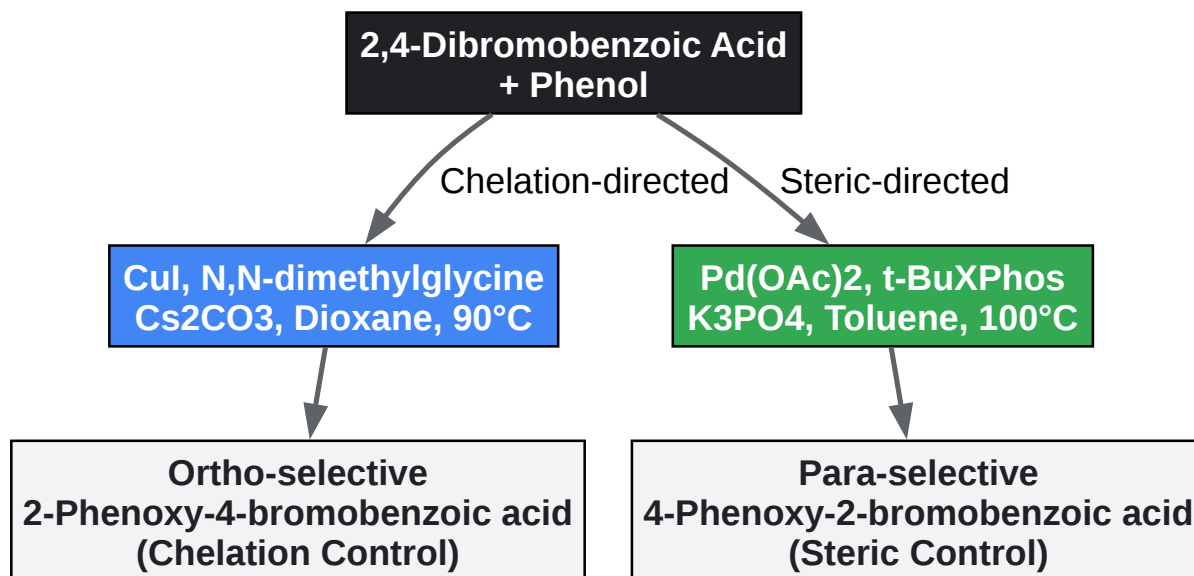 2,4-Dibromobenzoic Acid
+ Phenol
Chelation-directed
Steric-directed
CuI, N,N-dimethylglycine
Cs2CO3, Dioxane, 90°C
Pd(OAc)2, t-BuXPhos
K3PO4, Toluene, 100°C
Ortho-selective
2-Phenoxy-4-bromobenzoic acid
(Chelation Control)
Para-selective
4-Phenoxy-2-bromobenzoic acid
(Steric Control)